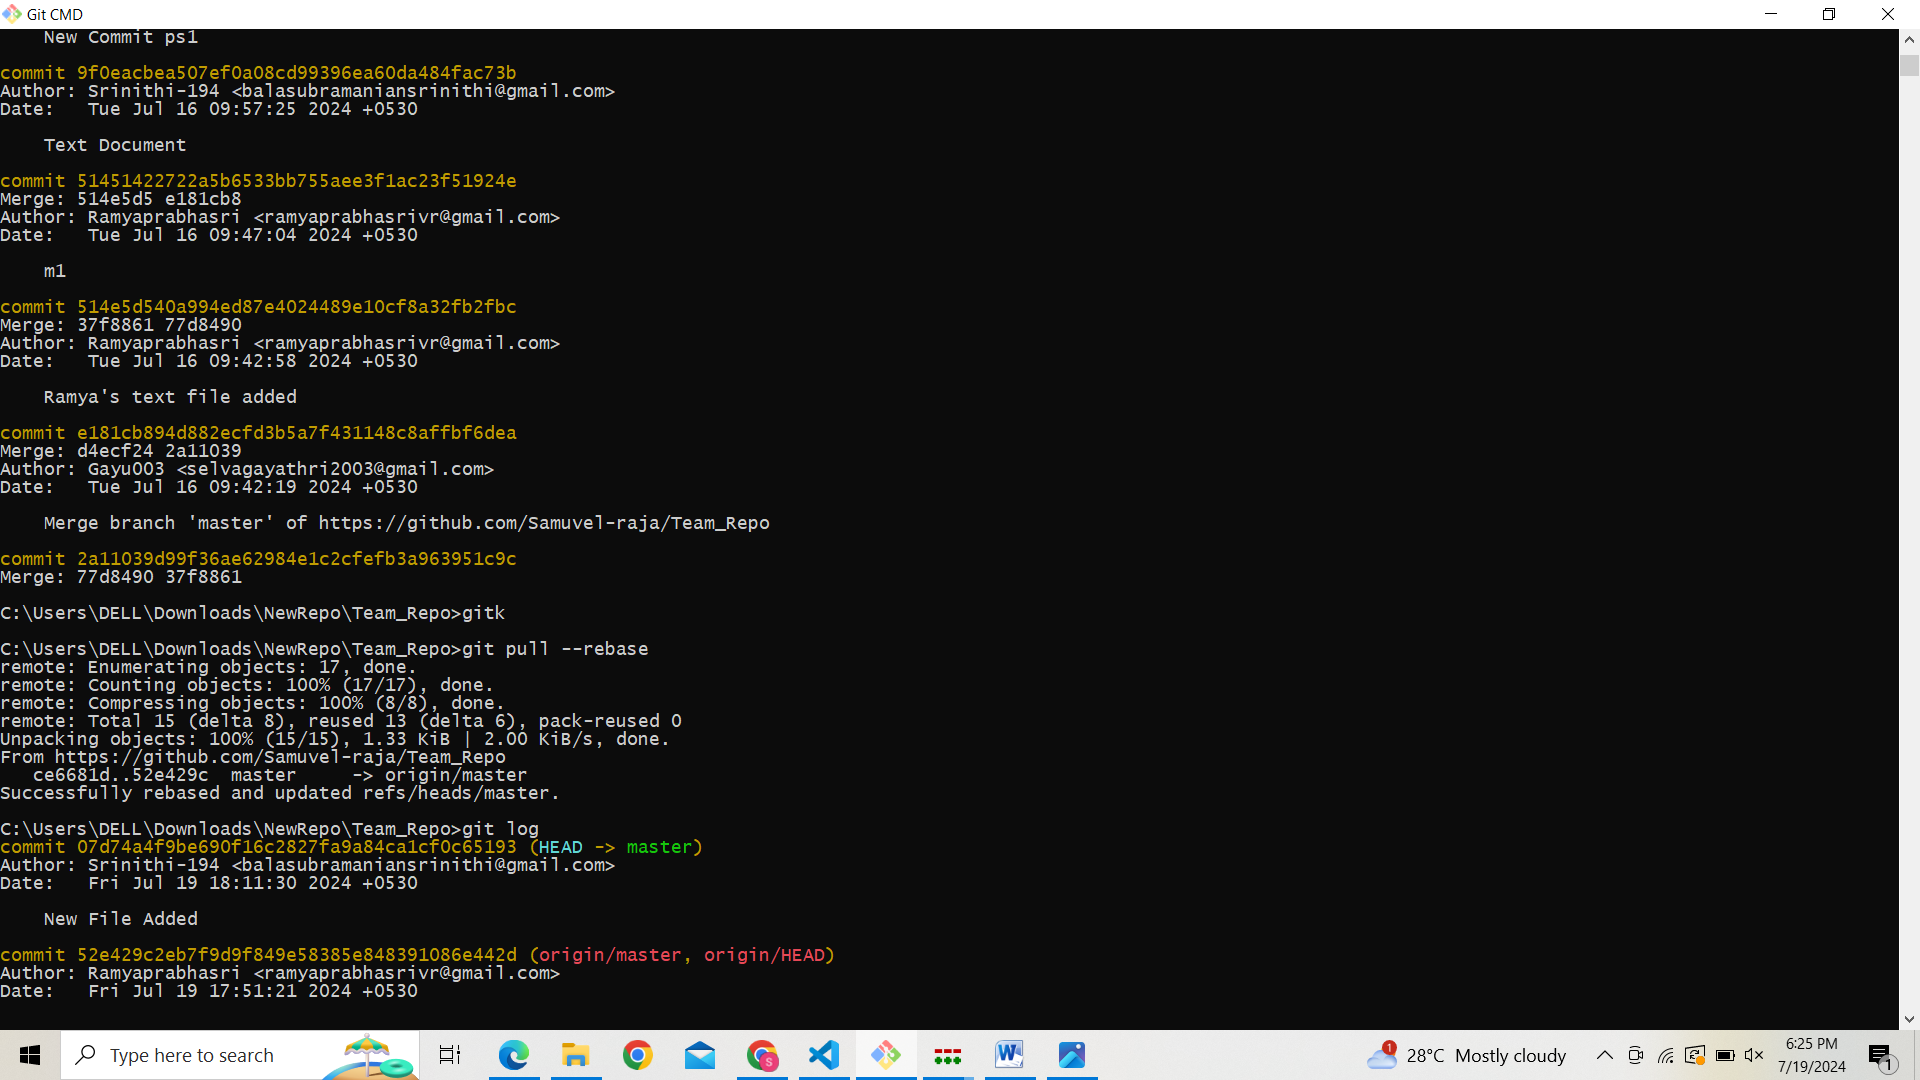 Git CMD
    New Commit ps1
commit 9f0eacbea507ef0a08cd99396ea60da484fac73b
Author: Srinithi-194 <balasubramaniansrinithi@gmail.com>
Date:   Tue Jul 16 09:57:25 2024 +0530
    Text Document
commit 51451422722a5b6533bb755aee3f1ac23f51924e
Merge: 514e5d5 e181cb8
Author: Ramyaprabhasri <ramyaprabhasrivr@gmail.com>
Date:   Tue Jul 16 09:47:04 2024 +0530
    m1
commit 514e5d540a994ed87e4024489e10cf8a32fb2fbc
Merge: 37f8861 77d8490
Author: Ramyaprabhasri <ramyaprabhasrivr@gmail.com>
Date:   Tue Jul 16 09:42:58 2024 +0530
    Ramya's text file added
commit e181cb894d882ecfd3b5a7f431148c8affbf6dea
Merge: d4ecf24 2a11039
Author: Gayu003 <selvagayathri2003@gmail.com>
Date:   Tue Jul 16 09:42:19 2024 +0530
    Merge branch 'master' of https://github.com/Samuvel-raja/Team_Repo
commit 2a11039d99f36ae62984e1c2cfefb3a963951c9c
Merge: 77d8490 37f8861
C:\Users\DELL\Downloads\NewRepo\Team_Repo>gitk
C:\Users\DELL\Downloads\NewRepo\Team_Repo>git pull --rebase
remote: Enumerating objects: 17, done.
remote: Counting objects: 100% (17/17), done.
remote: Compressing objects: 100% (8/8), done.
remote: Total 15 (delta 8), reused 13 (delta 6), pack-reused 0
Unpacking objects: 100% (15/15), 1.33 KiB | 2.00 KiB/s, done.
From https://github.com/Samuvel-raja/Team_Repo
   ce6681d..52e429c  master     -> origin/master
Successfully rebased and updated refs/heads/master.
C:\Users\DELL\Downloads\NewRepo\Team_Repo>git log
commit 07d74a4f9be690f16c2827fa9a84ca1cf0c65193 (HEAD -> master)
Author: Srinithi-194 <balasubramaniansrinithi@gmail.com>
Date:   Fri Jul 19 18:11:30 2024 +0530
    New File Added
commit 52e429c2eb7f9d9f849e58385e848391086e442d (origin/master, origin/HEAD)
Author: Ramyaprabhasri <ramyaprabhasrivr@gmail.com>
Date:   Fri Jul 19 17:51:21 2024 +0530
Type here to search
S
W
1
28°C Mostly cloudy
6:25 PM
7/19/2024
1